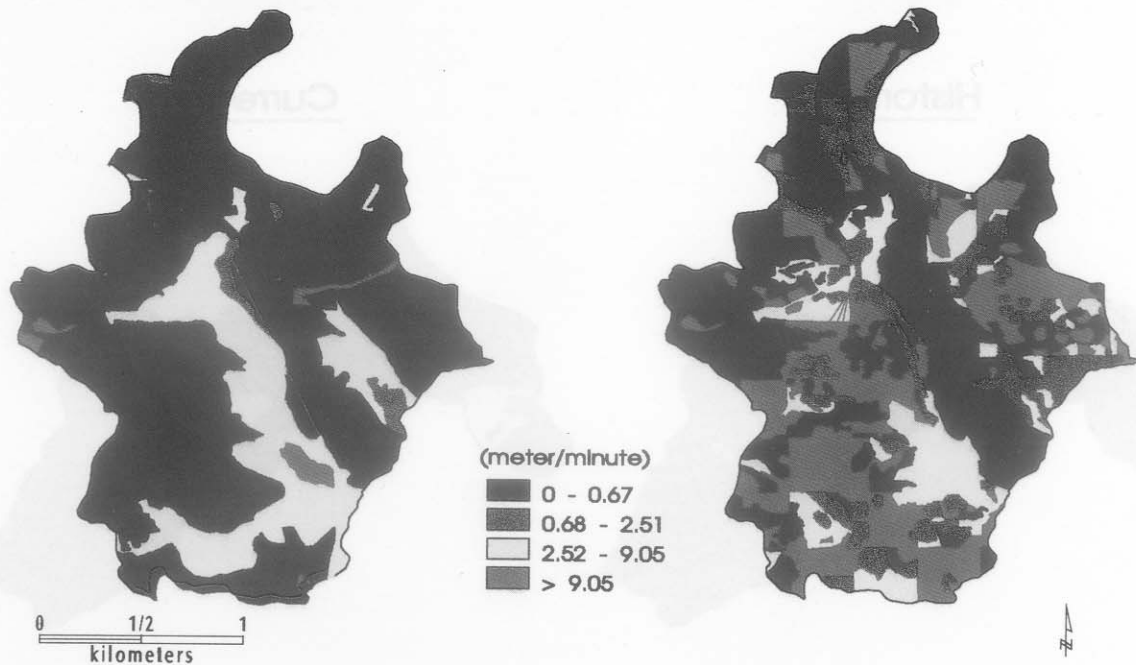 (meter/minute)
0 - 0.67
0.68 - 2.51
2.52 - 9.05
> 9.05
0 1/2 1
kilometers
N